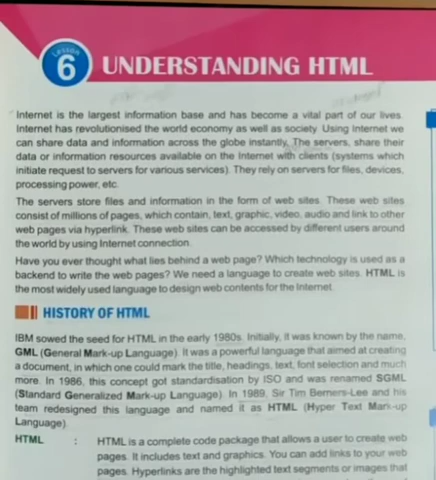 Lesson
6 UNDERSTANDING HTML
Internet is the largest information base and has become a vital part of our lives.
Internet has revolutionised the world economy as well as society. Using Internet we
can share data and information across the globe instantly. The servers, share their
data or information resources available on the Internet with clients (systems which
initiate request to servers for various services). They rely on servers for files, devices,
processing power, etc.
The servers store files and information in the form of web sites. These web sites
consist of millions of pages, which contain, text, graphic, video, audio and link to other
web pages via hyperlink. These web sites can be accessed by different users around
the world by using Internet connection.
Have you ever thought what lies behind a web page? Which technology is used as a
backend to write the web pages? We need a language to create web sites. HTML is
the most widely used language to design web contents for the Internet.
HISTORY OF HTML
IBM sowed the seed for HTML in the early 1980s. Initially, it was known by the name,
GML (General Mark-up Language). It was a powerful language that aimed at creating
a document, in which one could mark the title, headings, text, font selection and much
more. In 1986, this concept got standardisation by ISO and was renamed SGML
(Standard Generalized Mark-up Language). In 1989, Sir Tim Berners-Lee and his
team redesigned this language and named it as HTML (Hyper Text Mark-up
Language).
HTML : HTML is a complete code package that allows a user to create web
pages. It includes text and graphics. You can add links to your web
pages. Hyperlinks are the highlighted text segments or images that